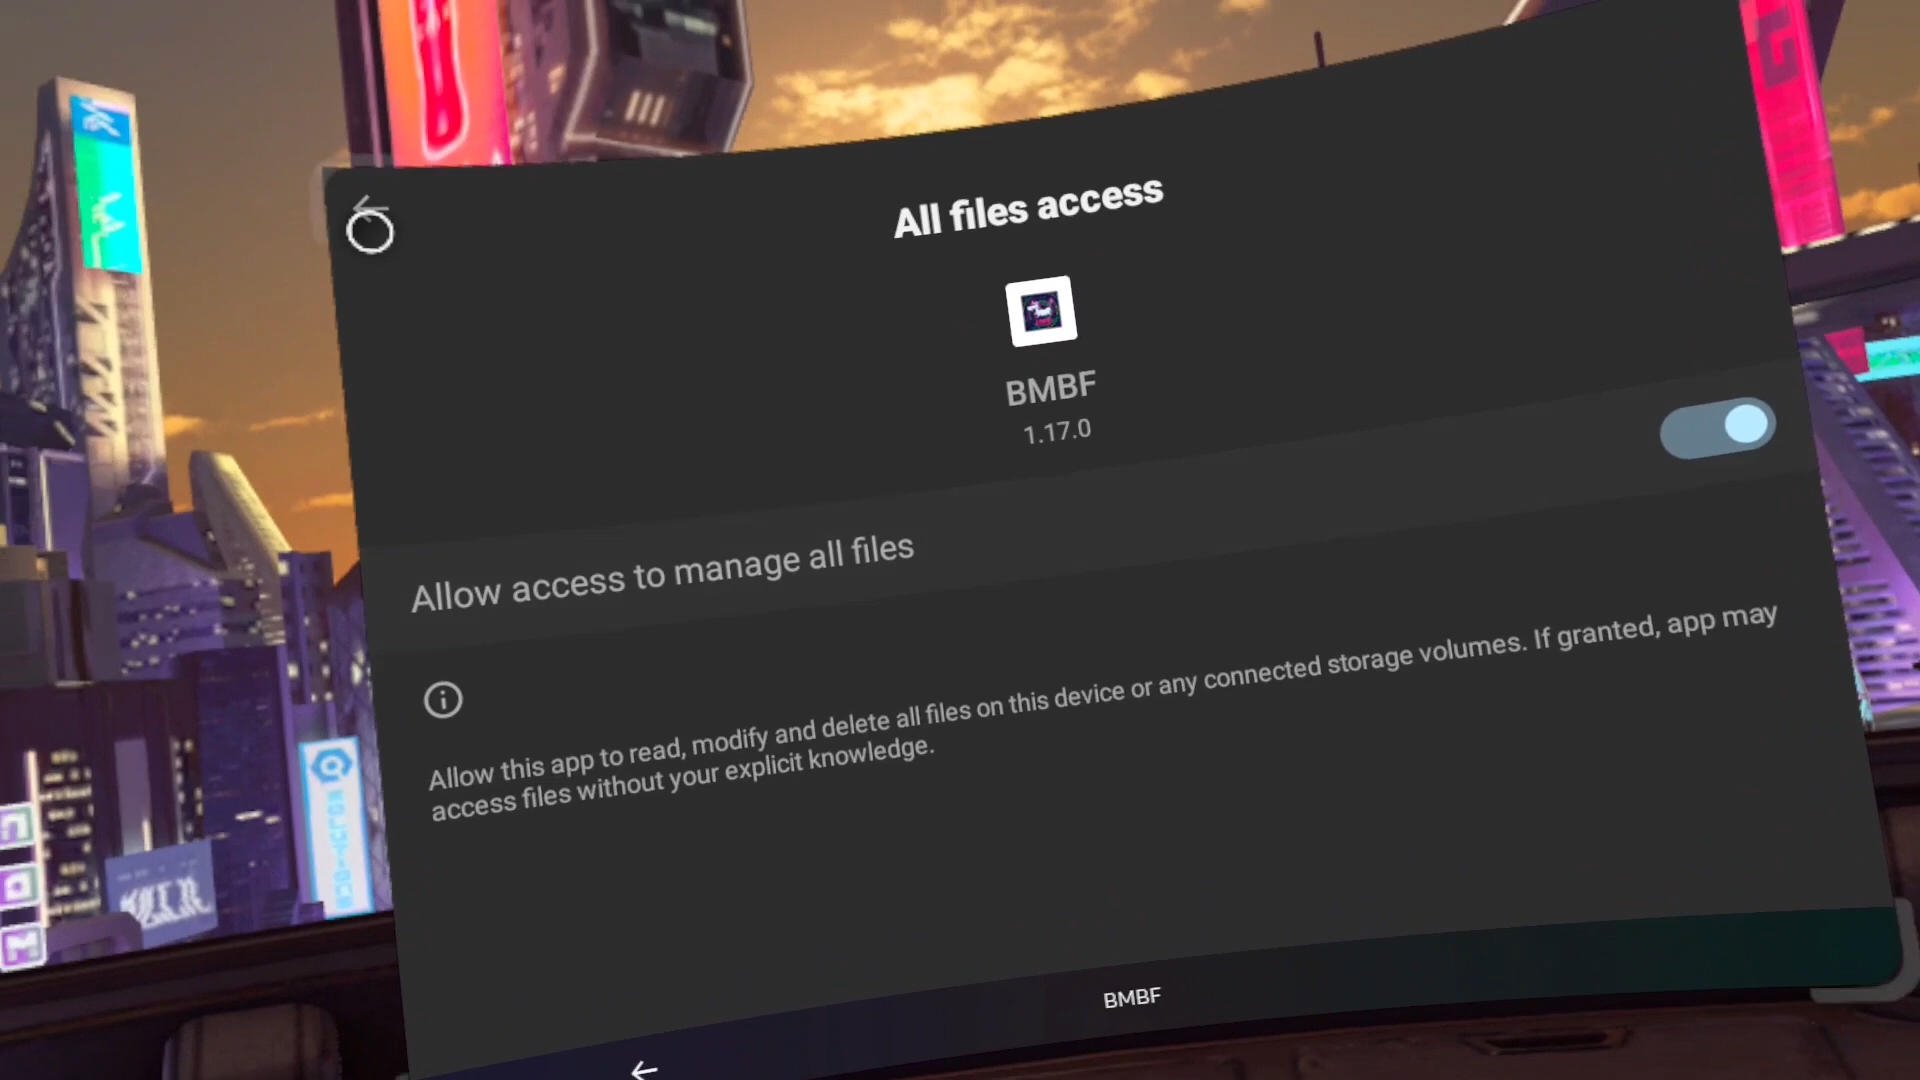 All files access
BMBF
1.17.0
Allow access to manage all files
Allow this app to read, modify and delete all files on this device or any connected storage volumes. If granted, app may
access files without your explicit knowledge.
BMBF